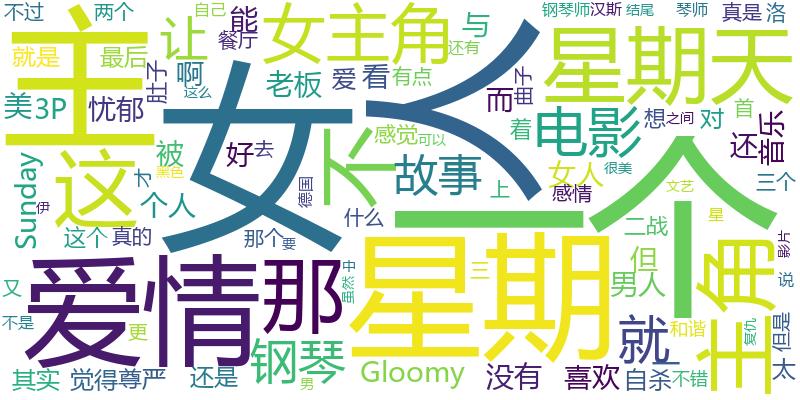 不过 两个 自己 能 女主角 与 钢琴师 汉斯 结尾 琴师 真是 洛
主 就是 最后 让 餐厅 还有 星期天
美 3P 忧郁 肚子 啊 老板 爱 看 有点 而 曲子 电影 着 想 之间 对 首 音乐
这 被 才 黑色 女 好 去 这么 不 感觉 可以 人 故事 女人 很美 还
Sunday 伊 个人 德国 上 感情 文艺 三个
这个 真的 那个 要 什么 一个 二战 星 影片
又 爱情 那 虽然 中 三 星期 但 男人 主角 说
不是 更 钢琴 就 和谐 复仇 但是
其实 觉得 尊严 还是 男 Gloomy 没有 喜欢 自杀 不错 太